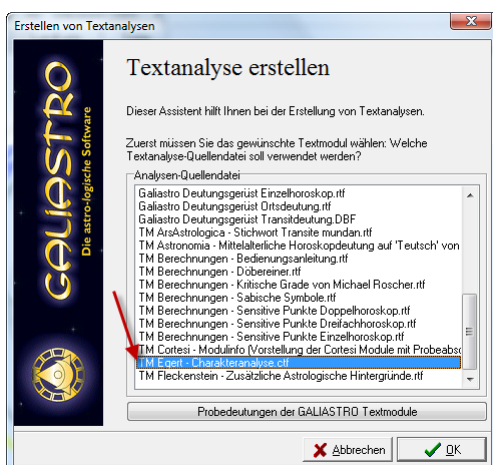 Erstellen von Textanalysen
GALIASTRO
Die astro-logische Software
Textanalyse erstellen
Dieser Assistent hilft Ihnen bei der Erstellung von Textanalysen.
Zuerst müssen Sie das gewünschte Textmodul wählen: Welche
Textanalyse-Quellendatei soll verwendet werden?
Analysen-Quellendatei
Galiastro Deutungsgerüst Einzelhoroskop.rtf
Galiastro Deutungsgerüst Ortsdeutung.rtf
Galiastro Deutungsgerüst Transitdeutung.DBF
TM ArsAstrologica - Stichwort Transite mundan.rtf
TM Astronomia - Mittelalterliche Horoskopdeutung auf 'Teutsch' von
TM Berechnungen - Bedienungsanleitung.rtf
TM Berechnungen - Döbereiner.rtf
TM Berechnungen - Kritische Grade von Michael Roscher.rtf
TM Berechnungen - Sabische Symbole.rtf
TM Berechnungen - Sensitive Punkte Doppelhoroskop.rtf
TM Berechnungen - Sensitive Punkte Dreifachhoroskop.rtf
TM Berechnungen - Sensitive Punkte Einzelhoroskop.rtf
TM Cortesi - Modulinfo (Vorstellung der Cortesi Module mit Probeabsc
TM Egert - Charakteranalyse.ctf
TM Fleckenstein - Zusätzliche Astrologische Hintergründe.rtf
Probedeutungen der GALIASTRO Textmodule
Abbrechen
OK